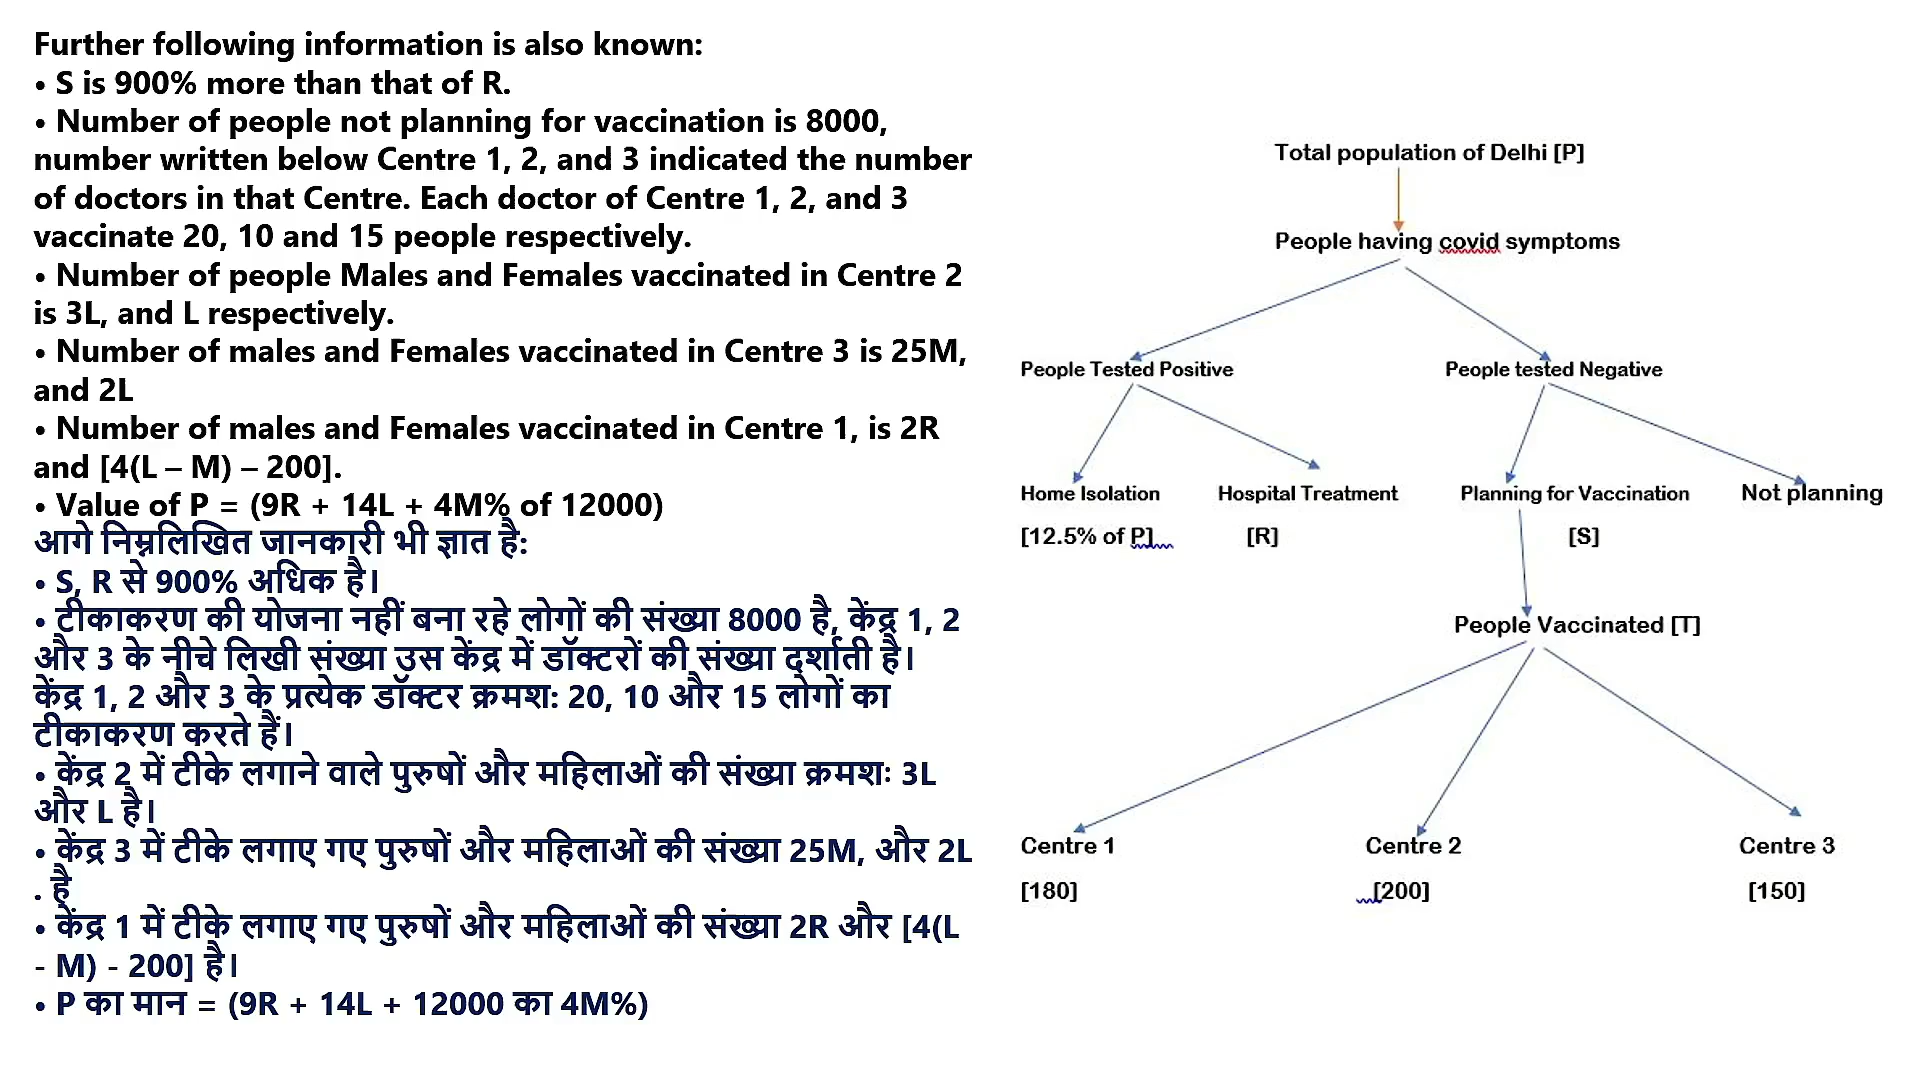 Further following information is also known:
• S is 900% more than that of R.
• Number of people not planning for vaccination is 8000,
number written below Centre 1, 2, and 3 indicated the number
of doctors in that Centre. Each doctor of Centre 1, 2, and 3
vaccinate 20, 10 and 15 people respectively.
• Number of people Males and Females vaccinated in Centre 2
is 3L, and L respectively.
• Number of males and Females vaccinated in Centre 3 is 25M,
and 2L
• Number of males and Females vaccinated in Centre 1, is 2R
and [4(L – M) – 200].
• Value of P = (9R + 14L + 4M% of 12000)
आगे निम्नलिखित जानकारी भी ज्ञात है:
• S, R से 900% अधिक है।
• टीकाकरण की योजना नहीं बना रहे लोगों की संख्या 8000 है, केंद्र 1, 2
और 3 के नीचे लिखी संख्या उस केंद्र में डॉक्टरों की संख्या दर्शाती है।
केंद्र 1, 2 और 3 के प्रत्येक डॉक्टर क्रमश: 20, 10 और 15 लोगों का
टीकाकरण करते हैं।
• केंद्र 2 में टीके लगाने वाले पुरुषों और महिलाओं की संख्या क्रमशः 3L
और L है।
• केंद्र 3 में टीके लगाए गए पुरुषों और महिलाओं की संख्या 25M, और 2L
. है
• केंद्र 1 में टीके लगाए गए पुरुषों और महिलाओं की संख्या 2R और [4(L
- M) - 200] है।
• P का मान = (9R + 14L + 12000 का 4M%)
Total population of Delhi [P]
People having covid symptoms
People Tested Positive
People tested Negative
Home Isolation
Hospital Treatment
Planning for Vaccination
Not planning
[12.5% of P]
[R]
[S]
People Vaccinated [T]
Centre 1
Centre 2
Centre 3
[180]
[200]
[150]